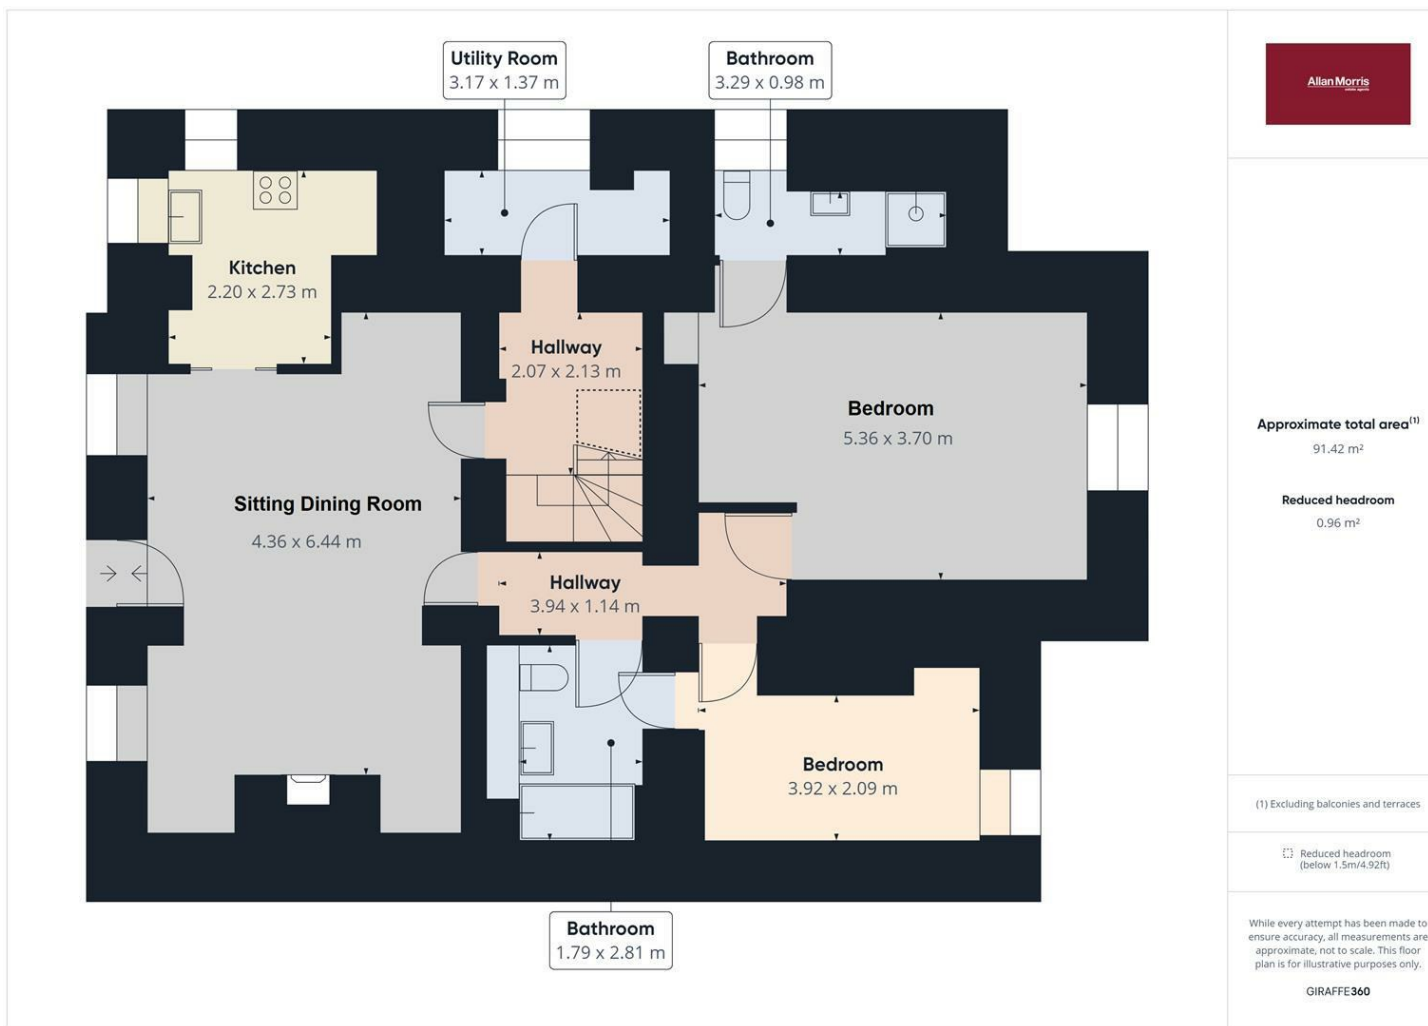 Utility Room
3.17 x 1.37 m
Bathroom
3.29 x 0.98 m
Kitchen
2.20 x 2.73 m
Hallway
2.07 x 2.13 m
Bedroom
5.36 x 3.70 m
Sitting Dining Room
4.36 x 6.44 m
Hallway
3.94 x 1.14 m
Bedroom
3.92 x 2.09 m
Bathroom
1.79 x 2.81 m
Allan Morris
estate agents
Approximate total area(1)
91.42 m²
Reduced headroom
0.96 m²
(1) Excluding balconies and terraces
Reduced headroom
(below 1.5m/4.92ft)
While every attempt has been made to
ensure accuracy, all measurements are
approximate, not to scale. This floor
plan is for illustrative purposes only.
GIRAFFE360